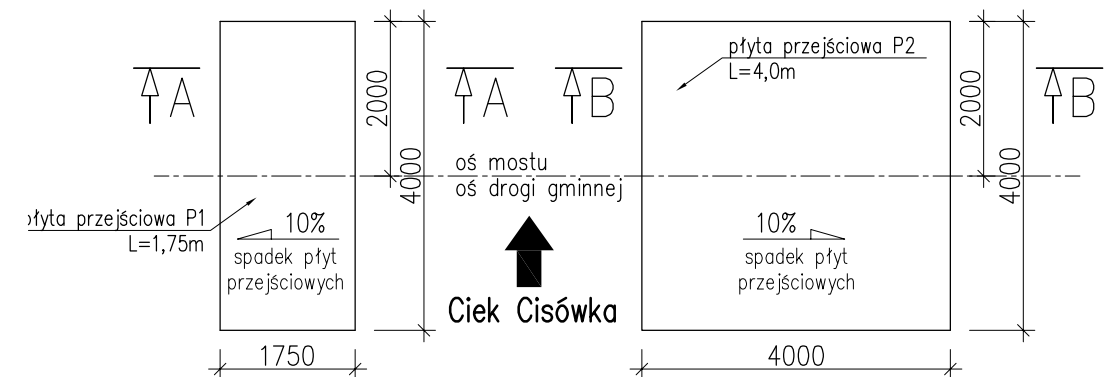 płyta przejściowa P2
L=4,0m
A
A
B
B
2000
4000
2000
4000
oś mostu
oś drogi gminnej
przejściowa P1
L=1,75m
10%
spadek płyt
przejściowych
10%
spadek płyt
przejściowych
Ciek Cisówka
1750
4000